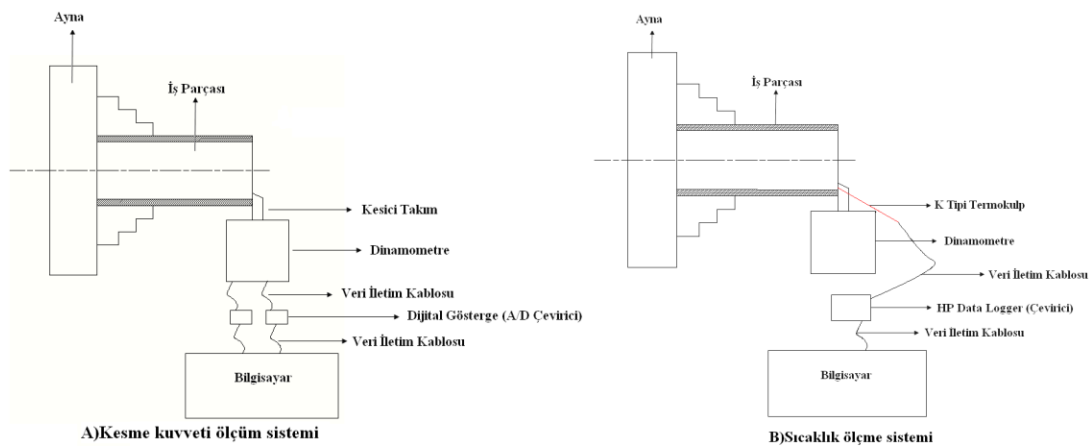 Ayna
İş Parçası
Kesici Takım
Dinamometre
Veri İletim Kablosu
Dijital Gösterge (A/D Çevirici)
Veri İletim Kablosu
Bilgisayar
A)Kesme kuvveti ölçüm sistemi
Ayna
İş Parçası
K Tipi Termokulp
Dinamometre
Veri İletim Kablosu
HP Data Logger (Çevirici)
Veri İletim Kablosu
Bilgisayar
B)Sıcaklık ölçme sistemi